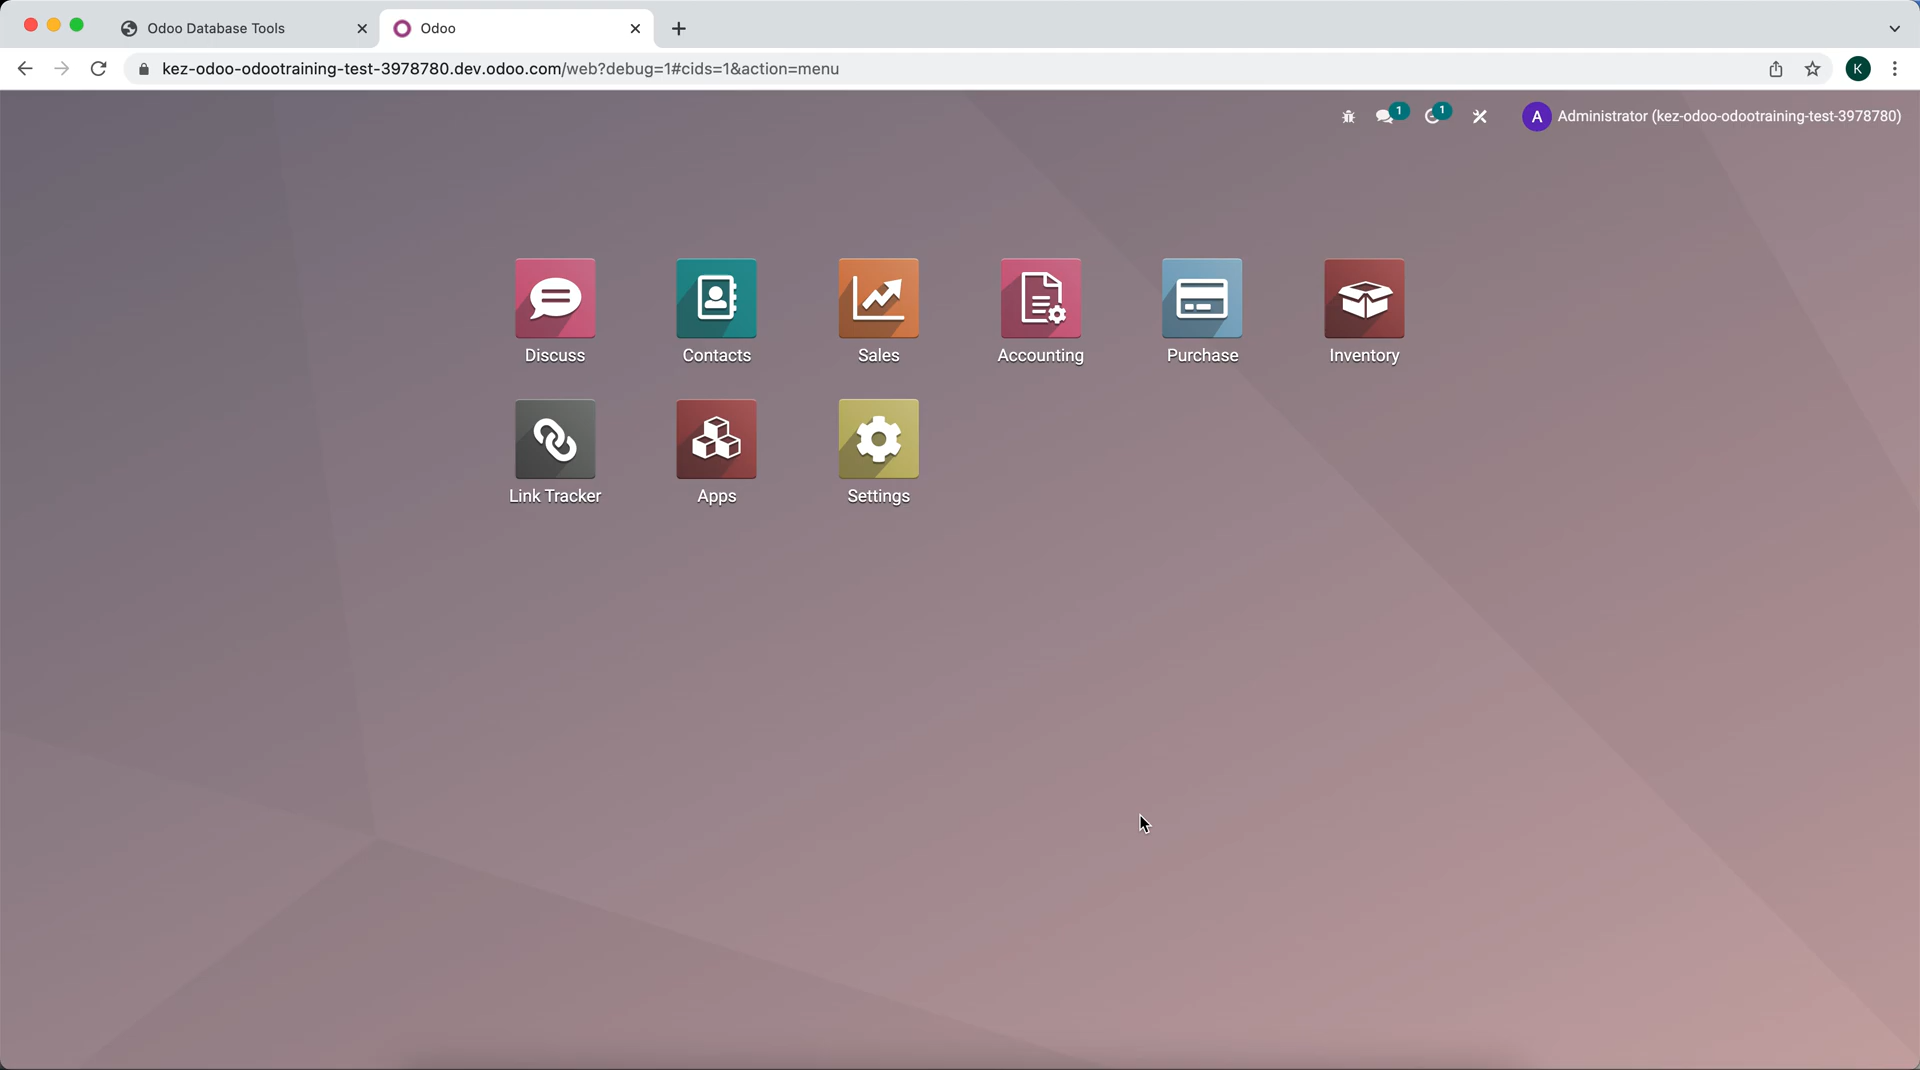 Odoo Database Tools
Odoo
kez-odoo-odootraining-test-3978780.dev.odoo.com/web?debug=1#cids=1&action=menu
K
1
1
A
Administrator (kez-odoo-odootraining-test-3978780)
Discuss
Contacts
Sales
Accounting
Purchase
Inventory
Link Tracker
Apps
Settings